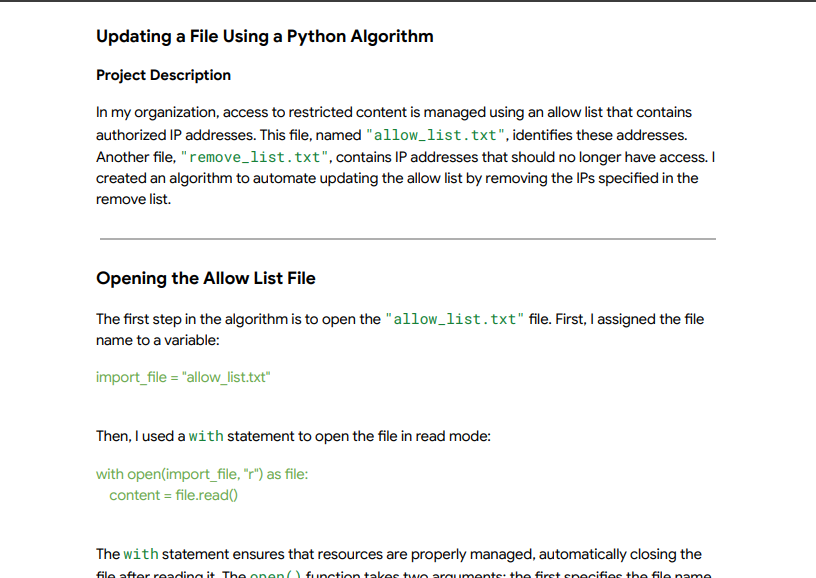 Updating a File Using a Python Algorithm
Project Description
In my organization, access to restricted content is managed using an allow list that contains
authorized IP addresses. This file, named "allow_list.txt", identifies these addresses.
Another file, "remove_list.txt", contains IP addresses that should no longer have access. I
created an algorithm to automate updating the allow list by removing the IPs specified in the
remove list.
Opening the Allow List File
The first step in the algorithm is to open the "allow_list.txt" file. First, I assigned the file
name to a variable:
import_file = "allow_list.txt"
Then, I used a with statement to open the file in read mode:
with open(import_file, "r") as file:
    content = file.read()
The with statement ensures that resources are properly managed, automatically closing the
file after reading it. The open() function takes two arguments: the first specifies the file name,